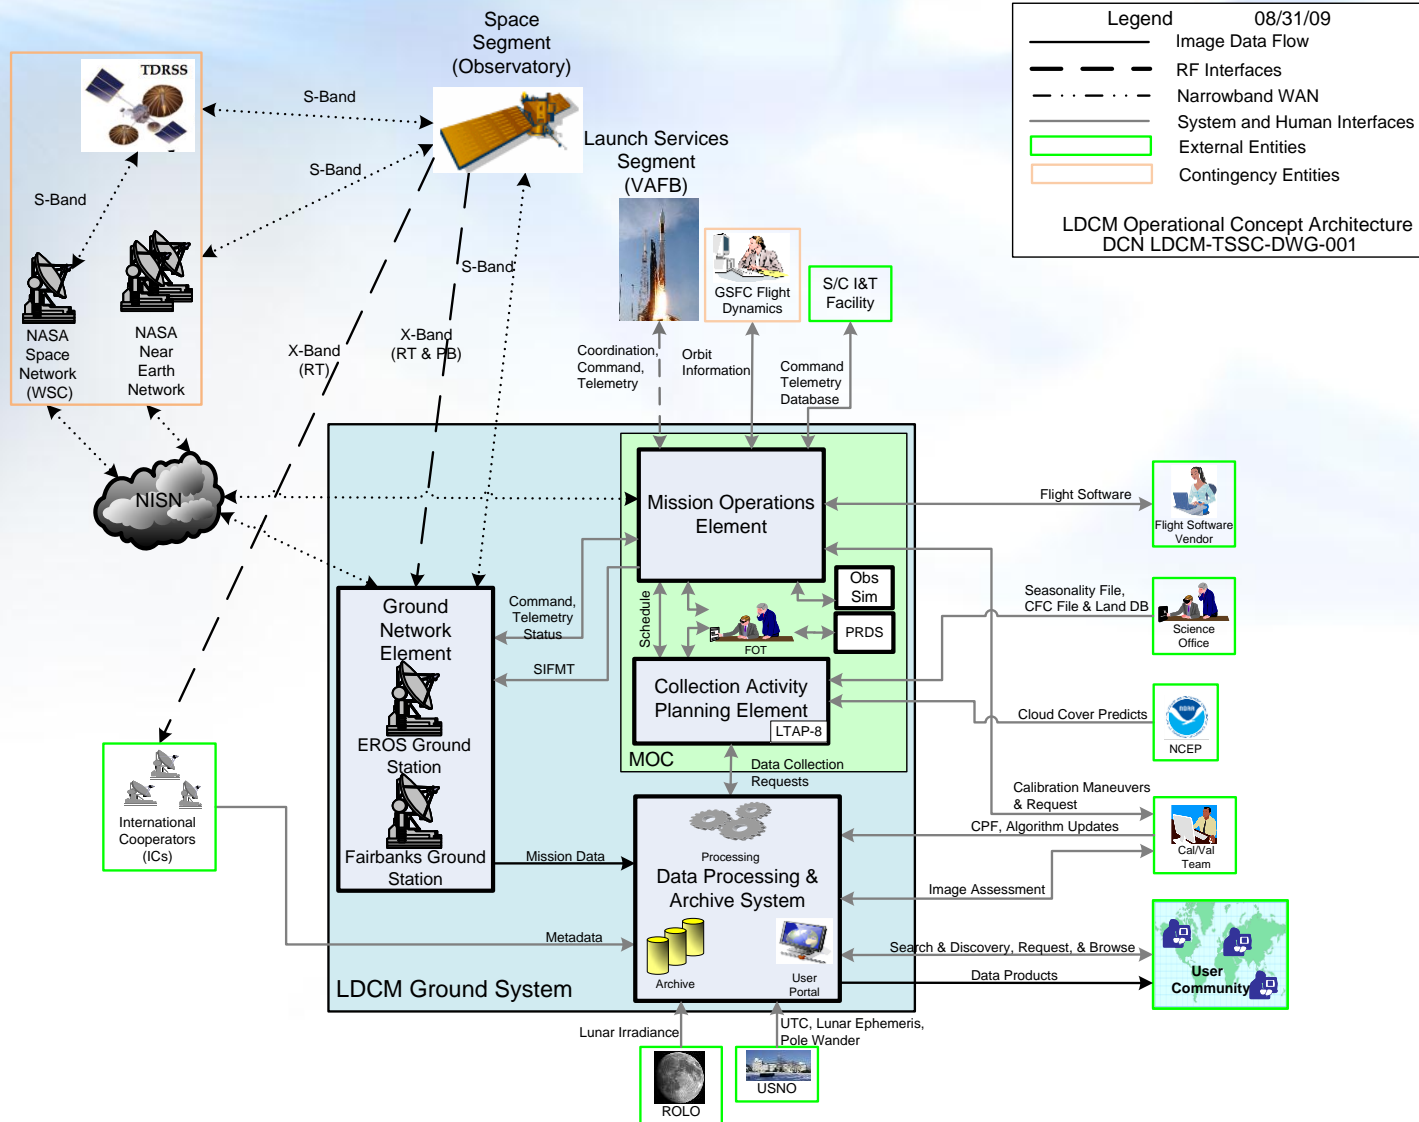 Space
Segment
(Observatory)
Legend 08/31/09
Image Data Flow
RF Interfaces
Narrowband WAN
System and Human Interfaces
External Entities
Contingency Entities
LDCM Operational Concept Architecture
DCN LDCM-TSSC-DWG-001
TDRSS
S-Band
S-Band
S-Band
S-Band
NASA
Space
Network
(WSC)
NASA
Near
Earth
Network
X-Band
(RT)
X-Band
(RT & PB)
Launch Services
Segment
(VAFB)
GSFC Flight
Dynamics
S/C I&T
Facility
Coordination,
Command,
Telemetry
Orbit
Information
Command
Telemetry
Database
NISN
Mission Operations
Element
Flight Software
Flight Software
Vendor
Obs
Sim
PRDS
FOT
Schedule
Command,
Telemetry
Status
SIFMT
Ground
Network
Element
EROS Ground
Station
Fairbanks Ground
Station
Collection Activity
Planning Element
LTAP-8
MOC
Seasonality File,
CFC File & Land DB
Science
Office
Cloud Cover Predicts
NOAA
NCEP
Data Collection
Requests
Calibration Maneuvers
& Request
CPF, Algorithm Updates
Cal/Val
Team
Image Assessment
International
Cooperators
(ICs)
Mission Data
Metadata
Processing
Data Processing &
Archive System
Archive
User
Portal
Search & Discovery, Request, & Browse
Data Products
User
Community
LDCM Ground System
Lunar Irradiance
UTC, Lunar Ephemeris,
Pole Wander
ROLO
USNO